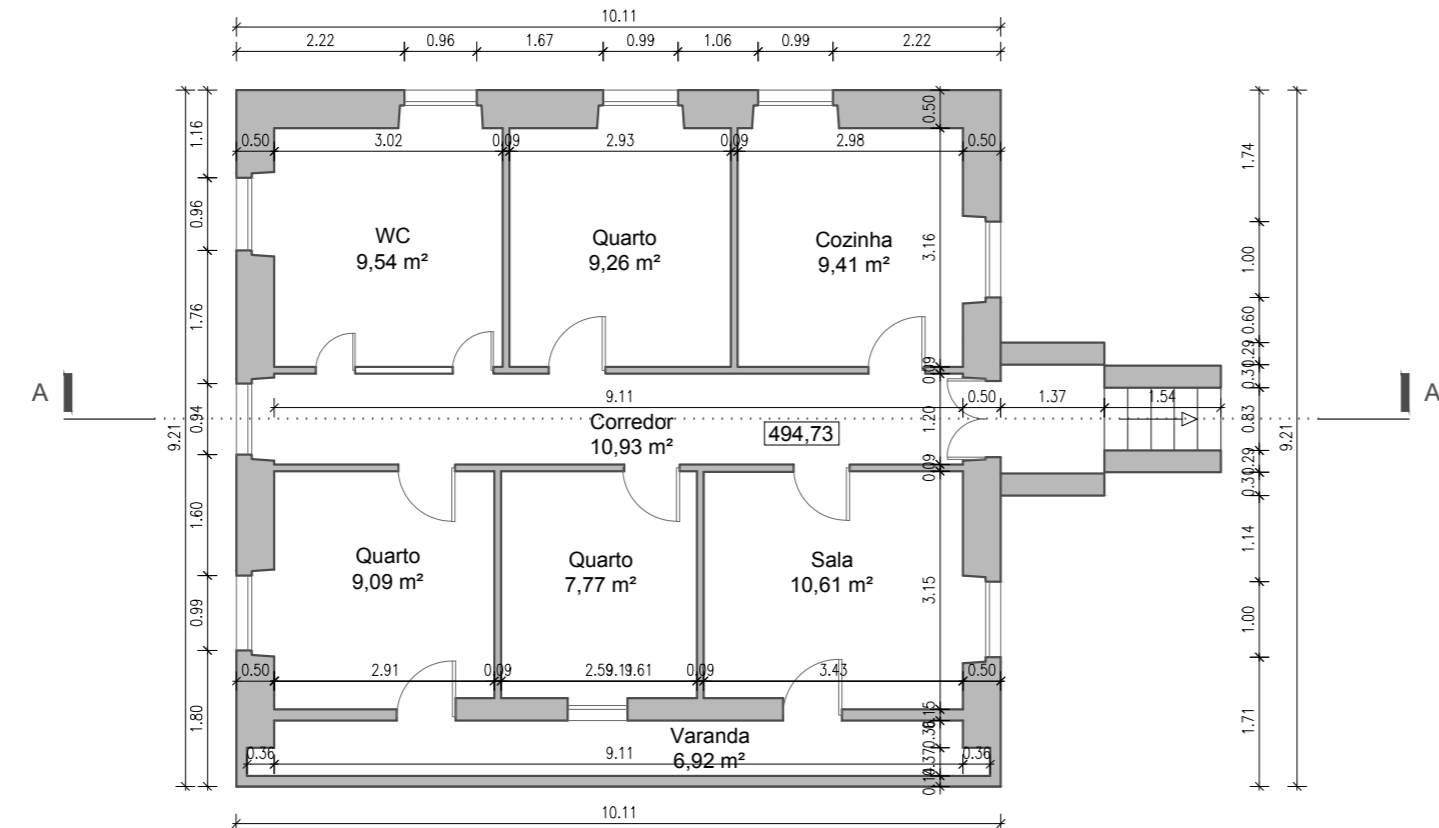 10.11
2.22 0.96 1.67 0.99 1.06 0.99 2.22
0.50
1.16
1.74
0.50 3.02 0.09 2.93 0.09 2.98 0.50
0.96
WC
9,54 m²
Quarto
9,26 m²
Cozinha
9,41 m²
3.16
1.00
1.76
0.60
0.29
0.09
A
A
9.11 0.50 1.37 1.54
0.94
Corredor
10,93 m²
494,73
1.20
0.83
9.21
9.21
0.09
0.29
1.60
1.14
Quarto
9,09 m²
Quarto
7,77 m²
Sala
10,61 m²
3.15
0.99
1.00
0.50 2.91 0.09 0.09 3.43 0.50
1.80
1.71
Varanda
6,92 m²
0.36 9.11 0.36
10.11